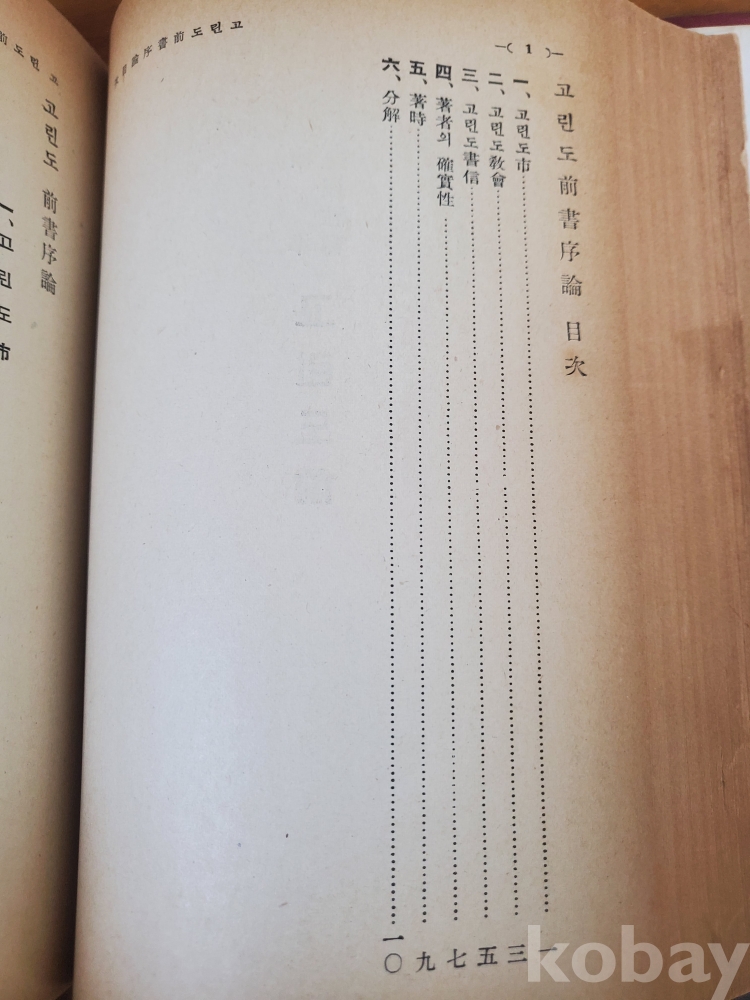 고린도前書序論
—( 1 )—
고린도前書序論 目次
一、고린도市 一
二、고린도敎會 三
三、고린도書信 五
四、著者의 確實性 七
五、著時 九
六、分解 一〇
고린도 前書序論
一、고린도市
kobay